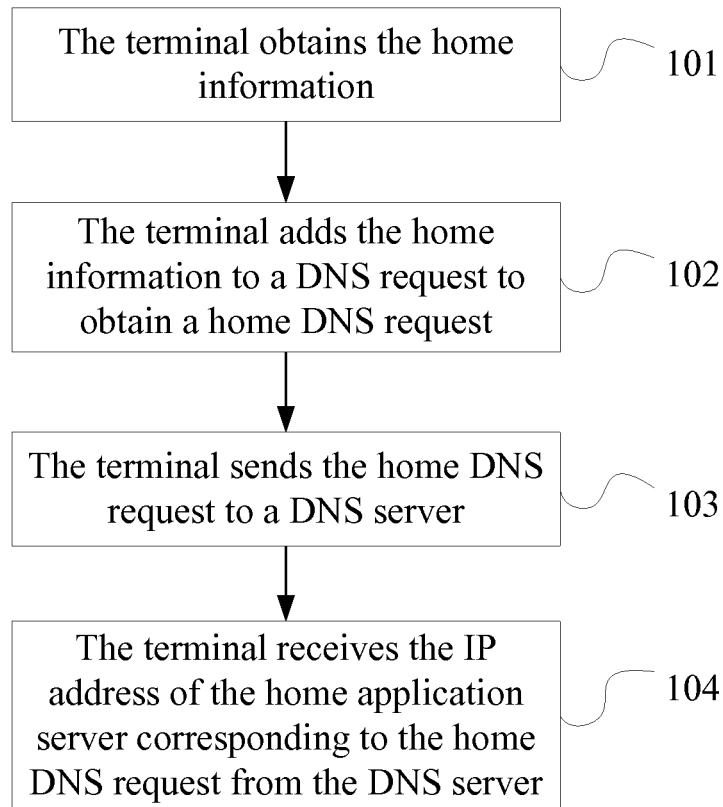 The terminal obtains the home
information
101
The terminal adds the home
information to a DNS request to
obtain a home DNS request
102
The terminal sends the home DNS
request to a DNS server
103
The terminal receives the IP
address of the home application
server corresponding to the home
DNS request from the DNS server
104